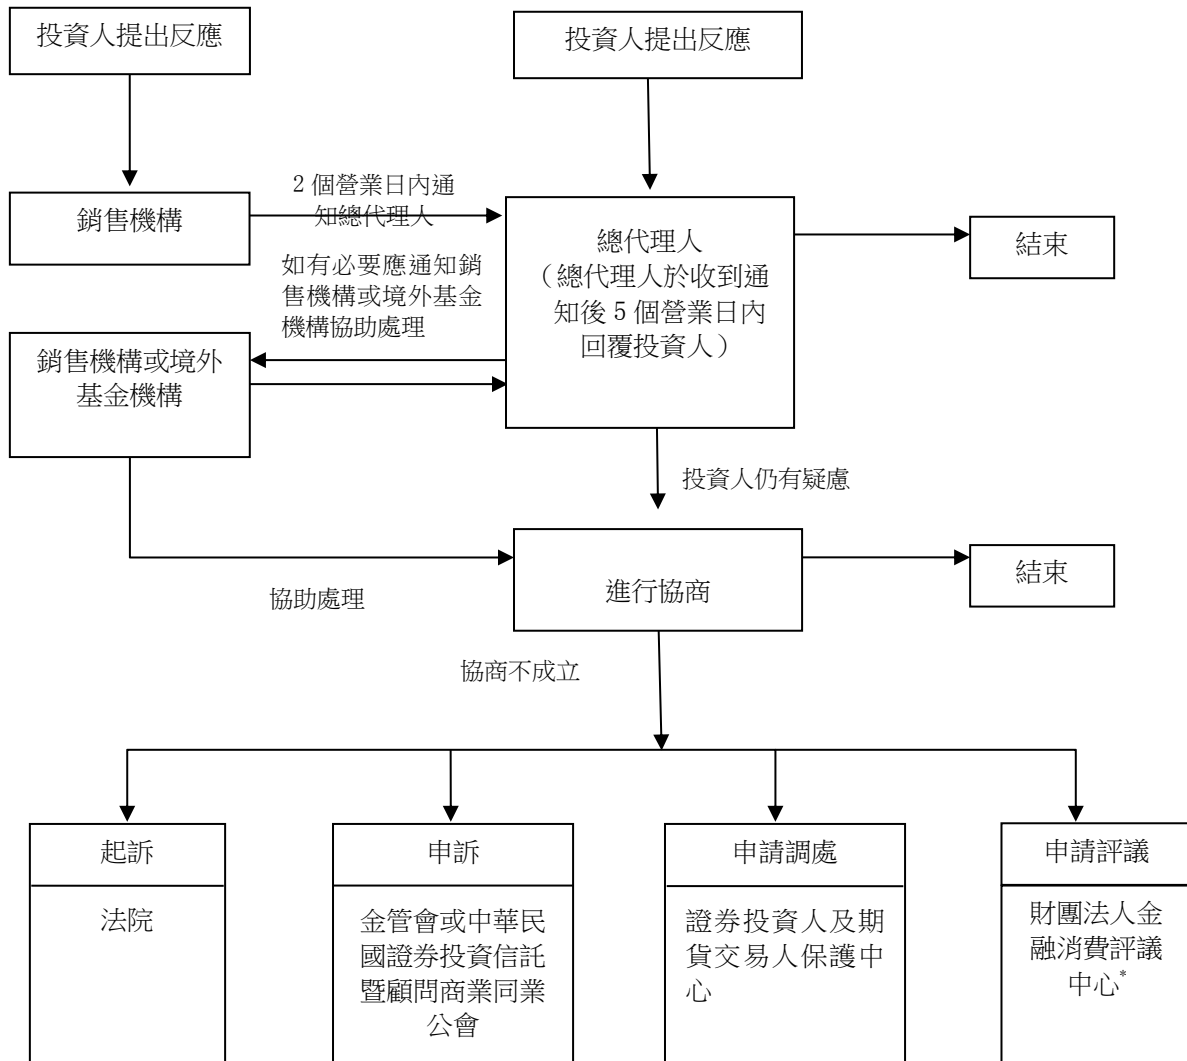 投資人提出反應
投資人提出反應
銷售機構
2 個營業日內通
知總代理人
總代理人
（總代理人於收到通
知後 5 個營業日內
回覆投資人）
結束
如有必要應通知銷
售機構或境外基金
機構協助處理
銷售機構或境外
基金機構
投資人仍有疑慮
協助處理
進行協商
結束
協商不成立
起訴
法院
申訴
金管會或中華民
國證券投資信託
暨顧問商業同業
公會
申請調處
證券投資人及期
貨交易人保護中
心
申請評議
財團法人金
融消費評議
中心*